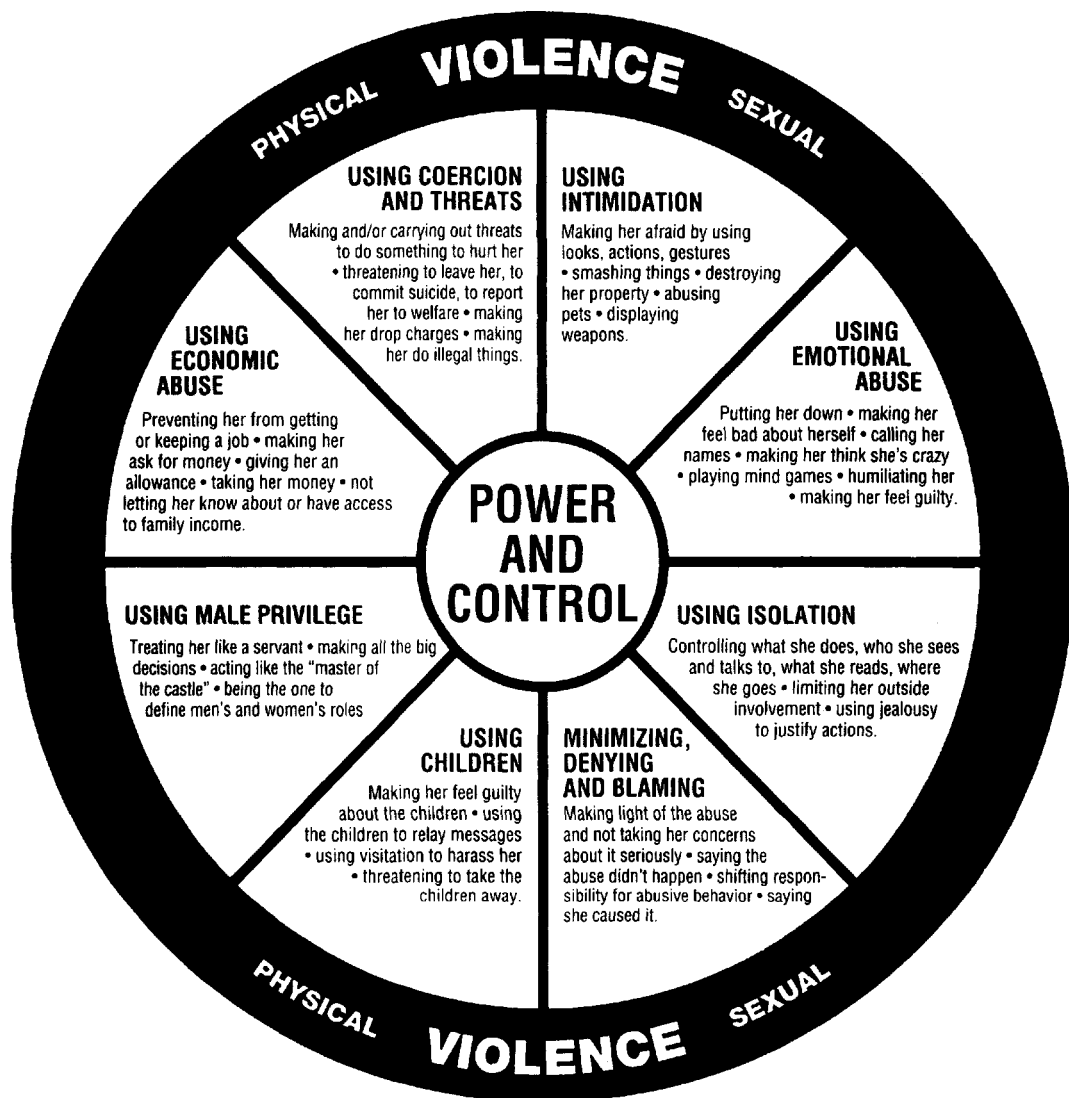 PHYSICAL VIOLENCE SEXUAL
USING COERCION
AND THREATS
Making and/or carrying out threats
to do something to hurt her
• threatening to leave her, to
commit suicide, to report
her to welfare • making
her drop charges • making
her do illegal things.
USING
INTIMIDATION
Making her afraid by using
looks, actions, gestures
• smashing things • destroying
her property • abusing
pets • displaying
weapons.
USING
EMOTIONAL
ABUSE
Putting her down • making her
feel bad about herself • calling her
names • making her think she's crazy
• playing mind games • humiliating her
• making her feel guilty.
USING ISOLATION
Controlling what she does, who she sees
and talks to, what she reads, where
she goes • limiting her outside
involvement • using jealousy
to justify actions.
MINIMIZING,
DENYING
AND BLAMING
Making light of the abuse
and not taking her concerns
about it seriously • saying the
abuse didn't happen • shifting respon-
sibility for abusive behavior • saying
she caused it.
USING
CHILDREN
Making her feel guilty
about the children • using
the children to relay messages
• using visitation to harass her
• threatening to take the
children away.
USING MALE PRIVILEGE
Treating her like a servant • making all the big
decisions • acting like the "master of
the castle" • being the one to
define men's and women's roles
USING
ECONOMIC
ABUSE
Preventing her from getting
or keeping a job • making her
ask for money • giving her an
allowance • taking her money • not
letting her know about or have access
to family income.
POWER
AND
CONTROL
PHYSICAL VIOLENCE SEXUAL